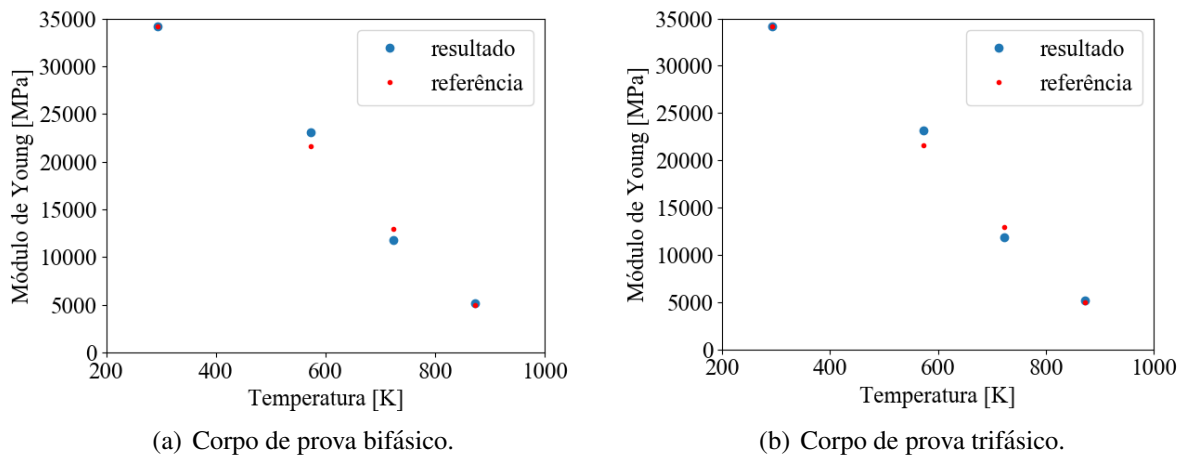 35000
30000
25000
20000
15000
10000
5000
0
Módulo de Young [MPa]
200
400
600
800
1000
Temperatura [K]
resultado
referência
(a) Corpo de prova bifásico.
35000
30000
25000
20000
15000
10000
5000
0
Módulo de Young [MPa]
200
400
600
800
1000
Temperatura [K]
resultado
referência
(b) Corpo de prova trifásico.